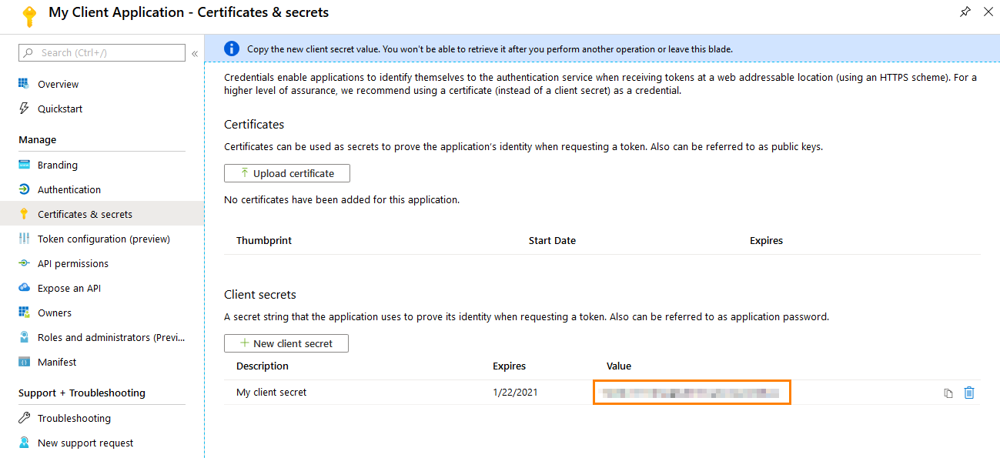 My Client Application - Certificates & secrets
Search (Ctrl+/)
«
Overview
Quickstart
Manage
Branding
Authentication
Certificates & secrets
Token configuration (preview)
API permissions
Expose an API
Owners
Roles and administrators (Previ...
Manifest
Support + Troubleshooting
Troubleshooting
New support request
Copy the new client secret value. You won't be able to retrieve it after you perform another operation or leave this blade.
Credentials enable applications to identify themselves to the authentication service when receiving tokens at a web addressable location (using an HTTPS scheme). For a
higher level of assurance, we recommend using a certificate (instead of a client secret) as a credential.
Certificates
Certificates can be used as secrets to prove the application's identity when requesting a token. Also can be referred to as public keys.
Upload certificate
No certificates have been added for this application.
Thumbprint Start Date Expires
Client secrets
A secret string that the application uses to prove its identity when requesting a token. Also can be referred to as application password.
New client secret
Description Expires Value
My client secret 1/22/2021